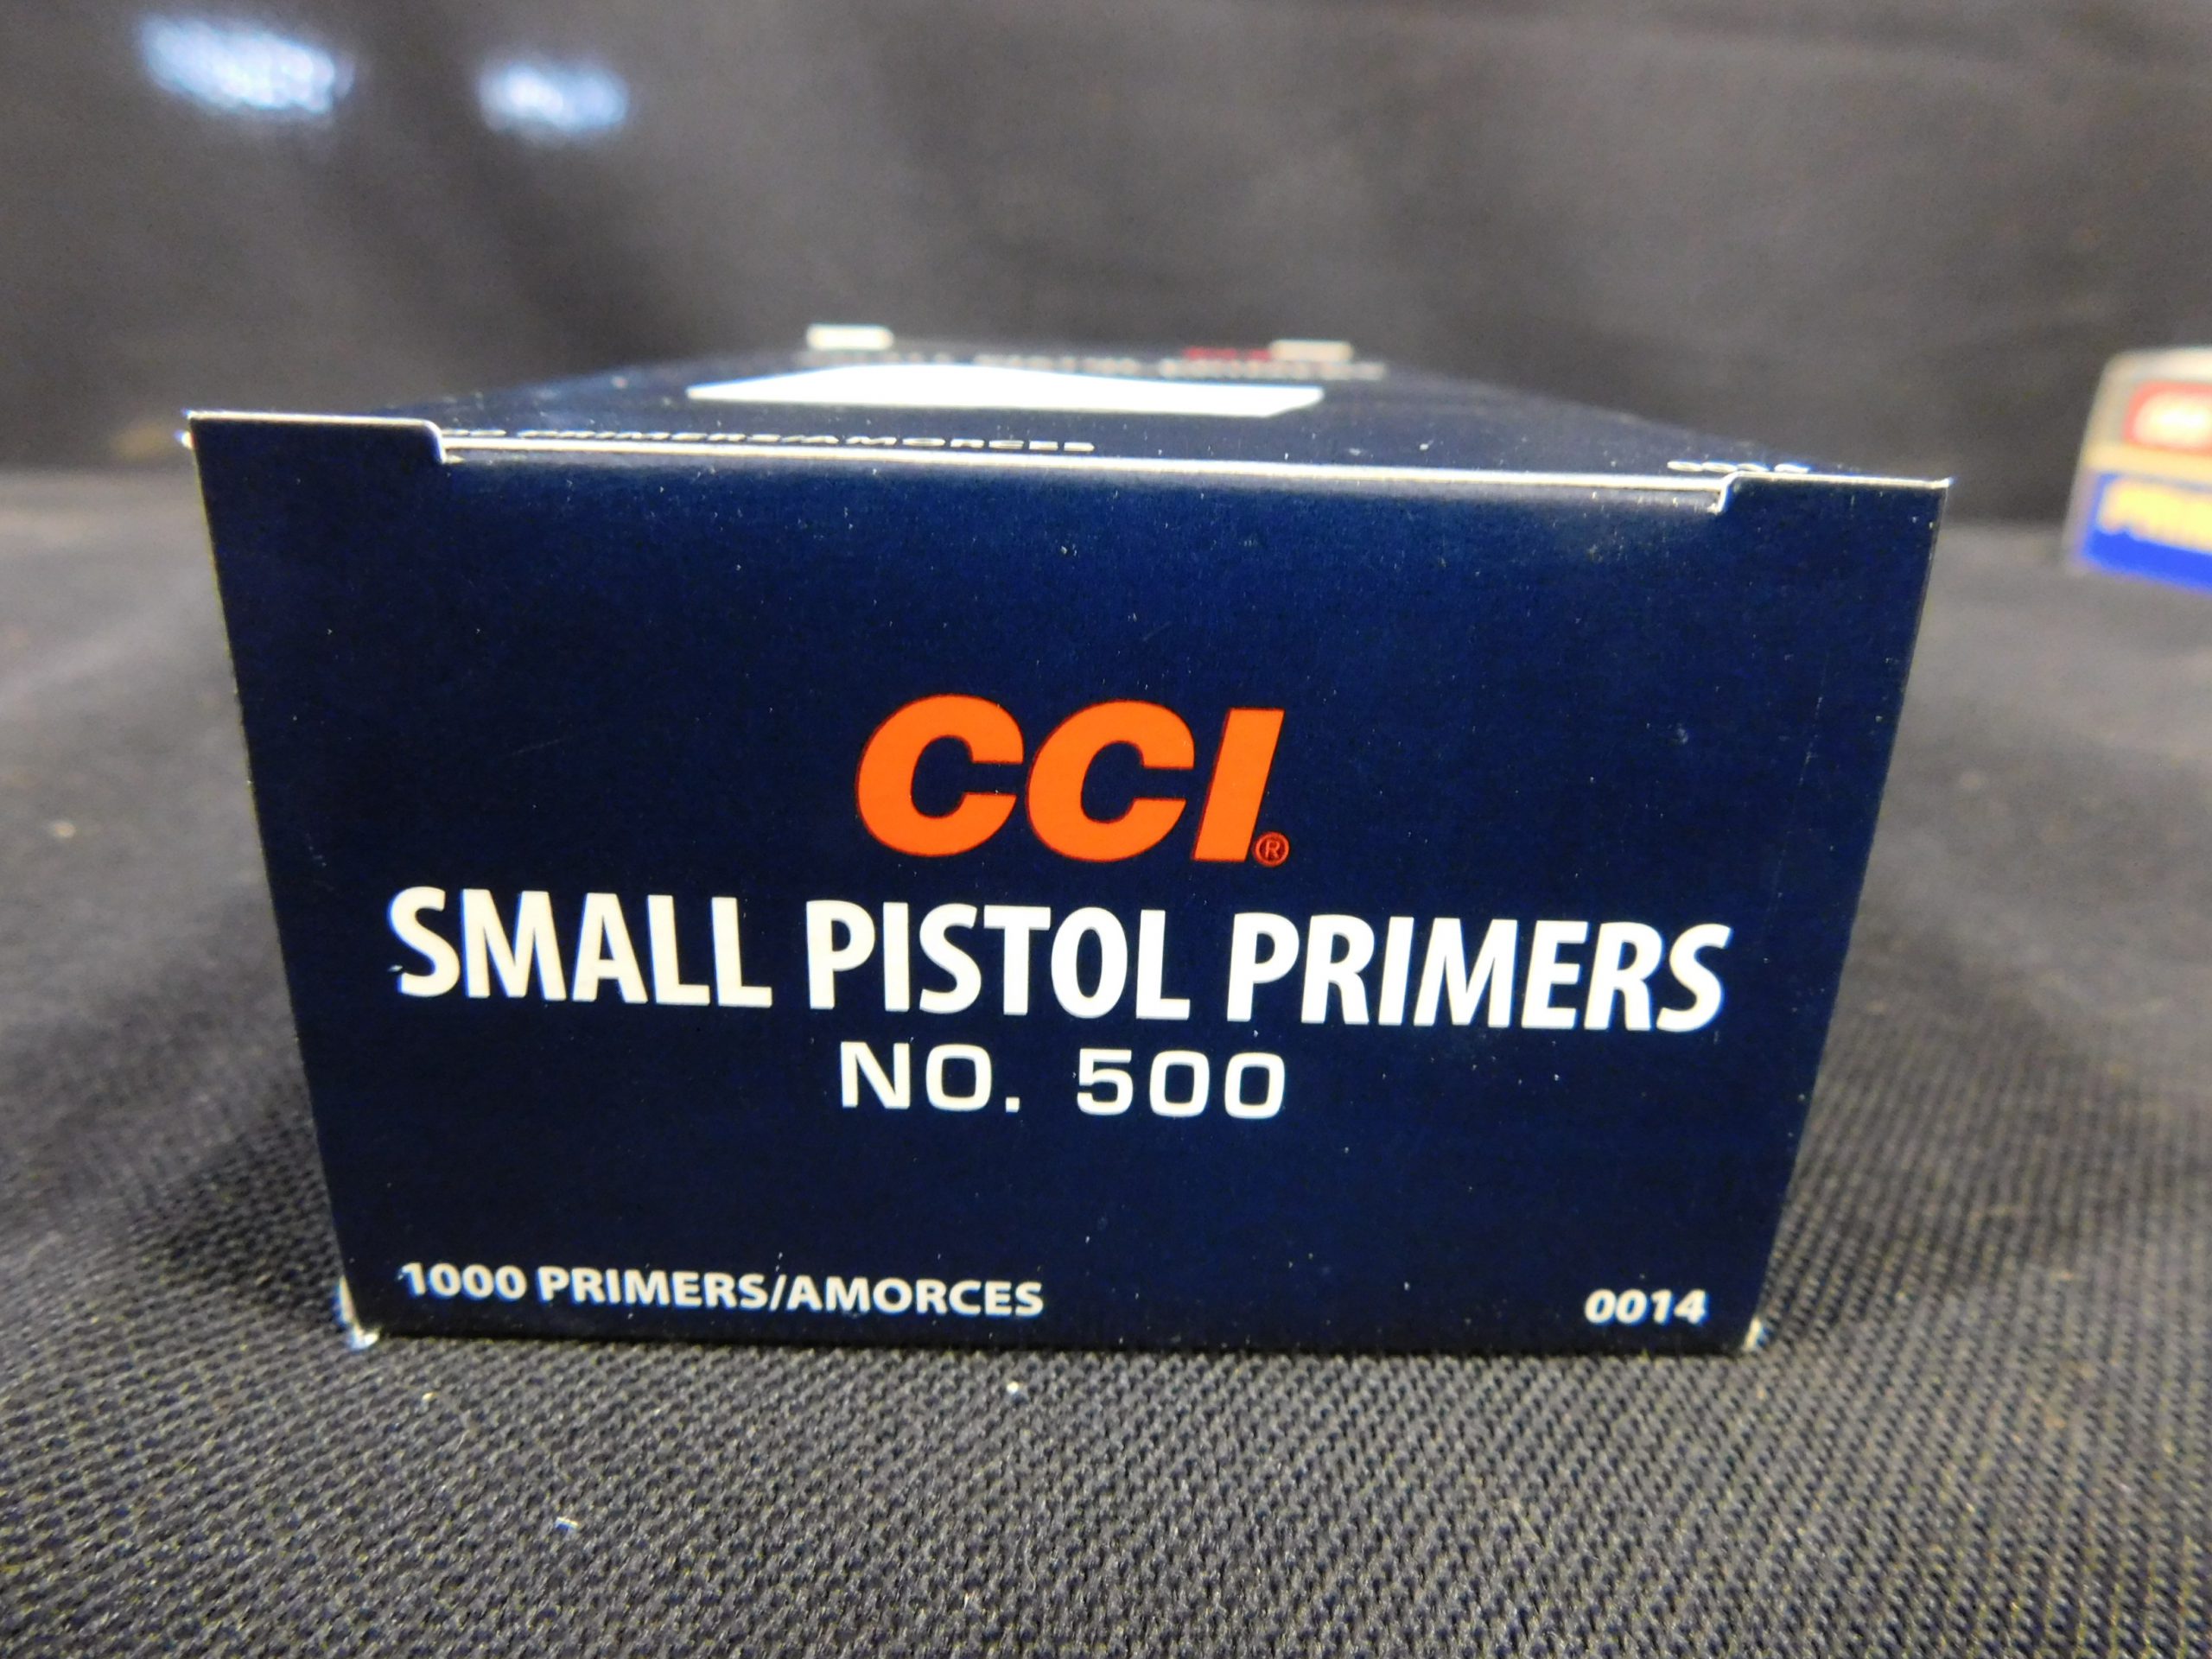 CCI®
SMALL PISTOL PRIMERS
NO. 500
1000 PRIMERS/AMORCES
0014